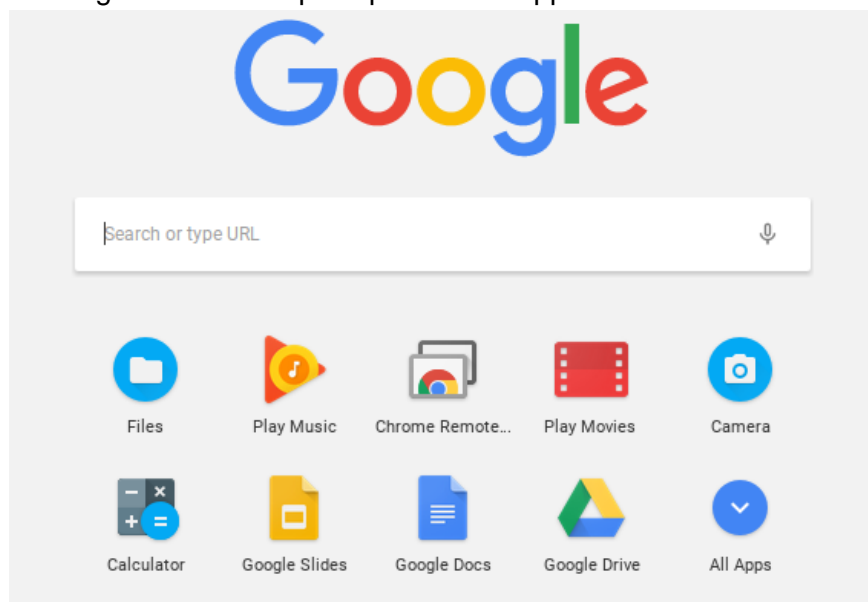 Google
Search or type URL
Files Play Music Chrome Remote... Play Movies Camera
Calculator Google Slides Google Docs Google Drive All Apps